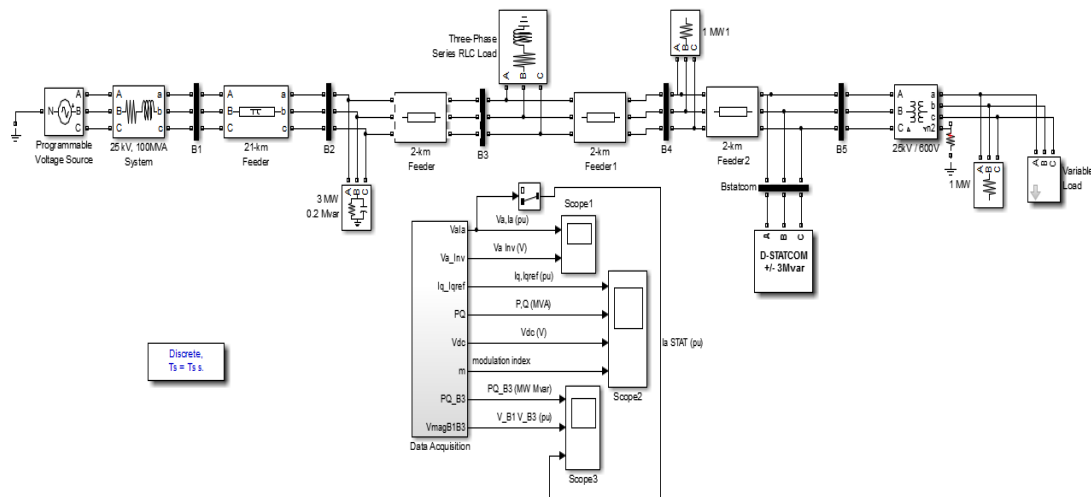 Three-Phase
Series RLC Load
A B C
1 MW1
A B C
N
A
B
C
A
B
C
a
b
c
A
B
C
a
b
c
A
B
C
a
b
c
n2
Programmable
Voltage Source
25 kV, 100MVA
System
B1
21-km
Feeder
B2
2-km
Feeder
B3
2-km
Feeder1
B4
2-km
Feeder2
B5
25kV / 600V
3 MW
0.2 Mvar
A B C
1 MW
A B C
A B C
Variable
Load
Bstatcom
A B C
D-STATCOM
+/- 3Mvar
Discrete,
Ts = Ts s.
VaIa
Va_Inv
Iq_Iqref
PQ
Vdc
m
PQ_B3
VmagB1B3
Data Acquisition
Va,Ia (pu)
Va Inv (V)
Iq,Iqref (pu)
P,Q (MVA)
Vdc (V)
modulation index
PQ_B3 (MW Mvar)
V_B1 V_B3 (pu)
Scope1
Scope2
Scope3
Ia STAT (pu)